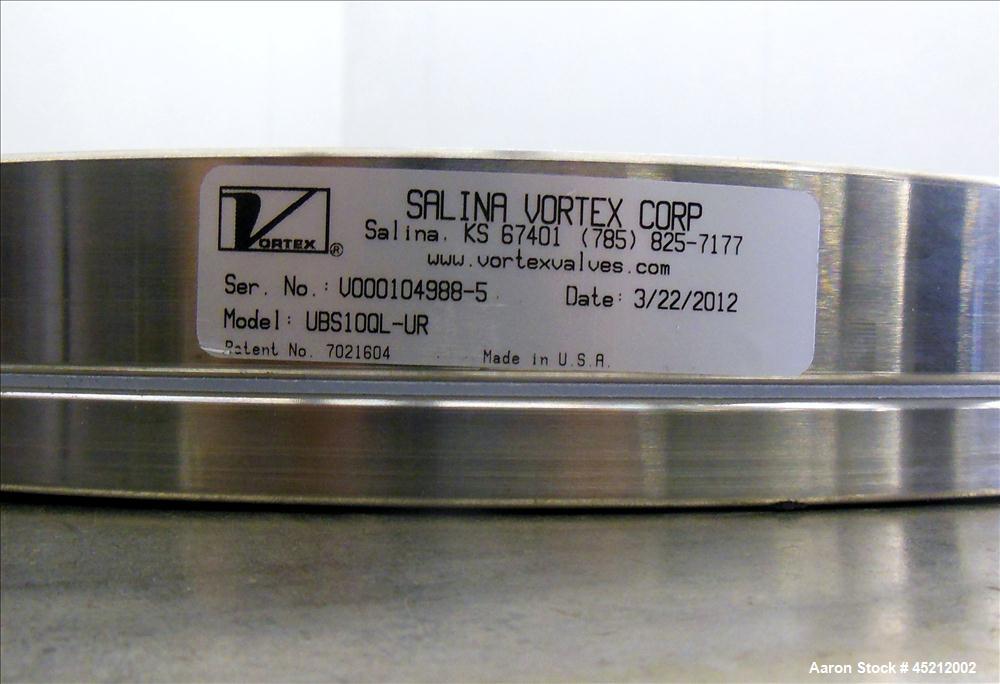 VORTEX ®
SALINA VORTEX CORP
Salina, KS 67401 (785) 825-7177
www.vortexvalves.com
Ser. No.: V000104988-5 Date: 3/22/2012
Model: UBS10QL-UR
Patent No. 7021604 Made in U.S.A.
Aaron Stock # 45212002